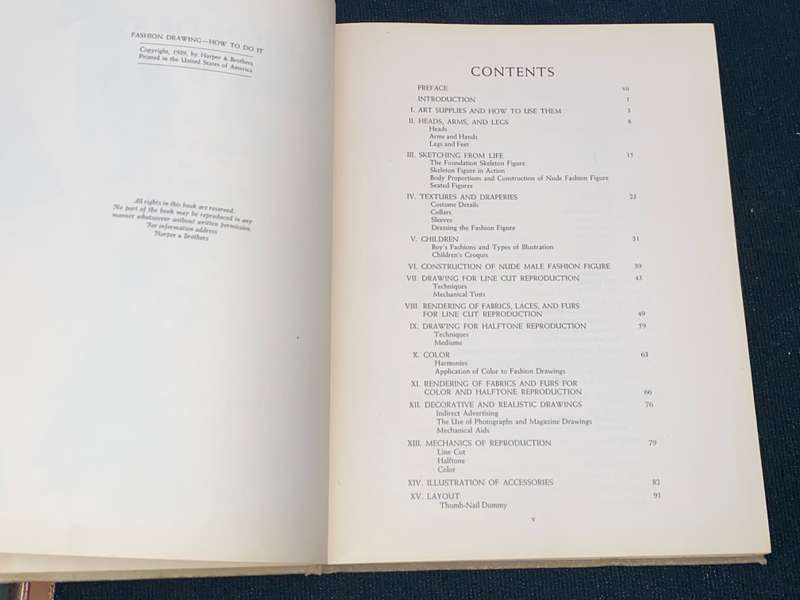 FASHION DRAWING—HOW TO DO IT
Copyright, 1939, by Harper & Brothers
Printed in the United States of America
All rights in this book are reserved.
No part of the book may be reproduced in any
manner whatsoever without written permission.
For information address
Harper & Brothers
CONTENTS
PREFACE vii
INTRODUCTION 1
I. ART SUPPLIES AND HOW TO USE THEM 3
II. HEADS, ARMS, AND LEGS 6
Heads
Arms and Hands
Legs and Feet
III. SKETCHING FROM LIFE 15
The Foundation Skeleton Figure
Skeleton Figure in Action
Body Proportions and Construction of Nude Fashion Figure
Seated Figures
IV. TEXTURES AND DRAPERIES 23
Costume Details
Collars
Sleeves
Dressing the Fashion Figure
V. CHILDREN 31
Boy's Fashions and Types of Illustration
Children's Croquis
VI. CONSTRUCTION OF NUDE MALE FASHION FIGURE 39
VII. DRAWING FOR LINE CUT REPRODUCTION 43
Techniques
Mechanical Tints
VIII. RENDERING OF FABRICS, LACES, AND FURS
FOR LINE CUT REPRODUCTION 49
IX. DRAWING FOR HALFTONE REPRODUCTION 59
Techniques
Mediums
X. COLOR 63
Harmonies
Application of Color to Fashion Drawings
XI. RENDERING OF FABRICS AND FURS FOR
COLOR AND HALFTONE REPRODUCTION 66
XII. DECORATIVE AND REALISTIC DRAWINGS 76
Indirect Advertising
The Use of Photographs and Magazine Drawings
Mechanical Aids
XIII. MECHANICS OF REPRODUCTION 79
Line Cut
Halftone
Color
XIV. ILLUSTRATION OF ACCESSORIES 83
XV. LAYOUT 91
Thumb-Nail Dummy
v